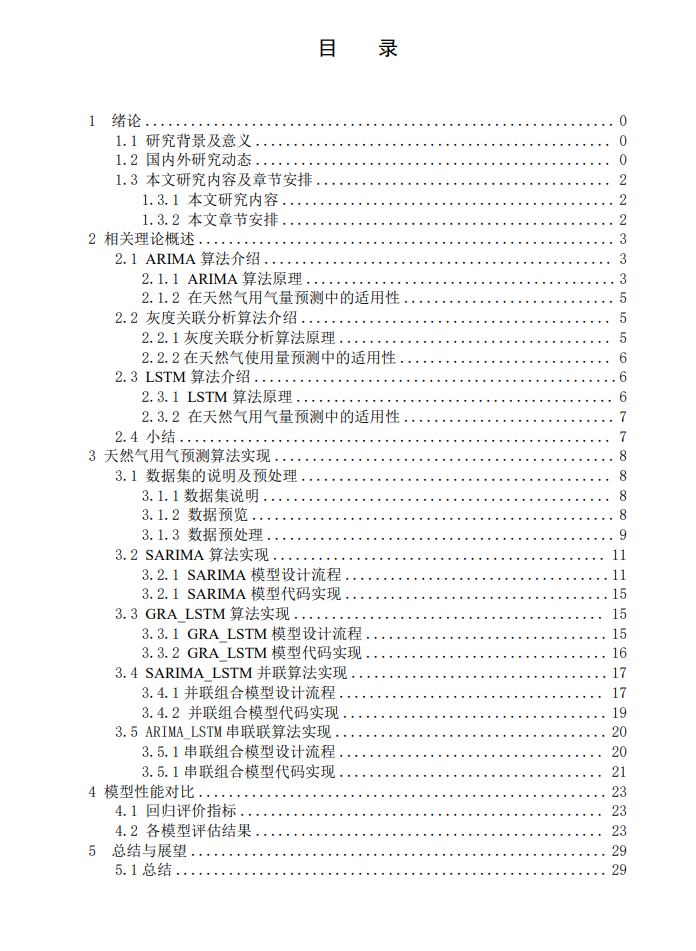 目 录
1 绪论 0
1.1 研究背景及意义 0
1.2 国内外研究动态 0
1.3 本文研究内容及章节安排 2
1.3.1 本文研究内容 2
1.3.2 本文章节安排 2
2 相关理论概述 3
2.1 ARIMA 算法介绍 3
2.1.1 ARIMA 算法原理 3
2.1.2 在天然气用气量预测中的适用性 5
2.2 灰度关联分析算法介绍 5
2.2.1 灰度关联分析算法原理 5
2.2.2 在天然气使用量预测中的适用性 6
2.3 LSTM 算法介绍 6
2.3.1 LSTM 算法原理 6
2.3.2 在天然气用气量预测中的适用性 7
2.4 小结 7
3 天然气用气预测算法实现 8
3.1 数据集的说明及预处理 8
3.1.1 数据集说明 8
3.1.2 数据预览 8
3.1.3 数据预处理 9
3.2 SARIMA 算法实现 11
3.2.1 SARIMA 模型设计流程 11
3.2.1 SARIMA 模型代码实现 15
3.3 GRA_LSTM 算法实现 15
3.3.1 GRA_LSTM 模型设计流程 15
3.3.2 GRA_LSTM 模型代码实现 16
3.4 SARIMA_LSTM 并联算法实现 17
3.4.1 并联组合模型设计流程 17
3.4.2 并联组合模型代码实现 19
3.5 ARIMA_LSTM 串联联算法实现 20
3.5.1 串联组合模型设计流程 20
3.5.1 串联组合模型代码实现 21
4 模型性能对比 23
4.1 回归评价指标 23
4.2 各模型评估结果 23
5 总结与展望 29
5.1 总结 29